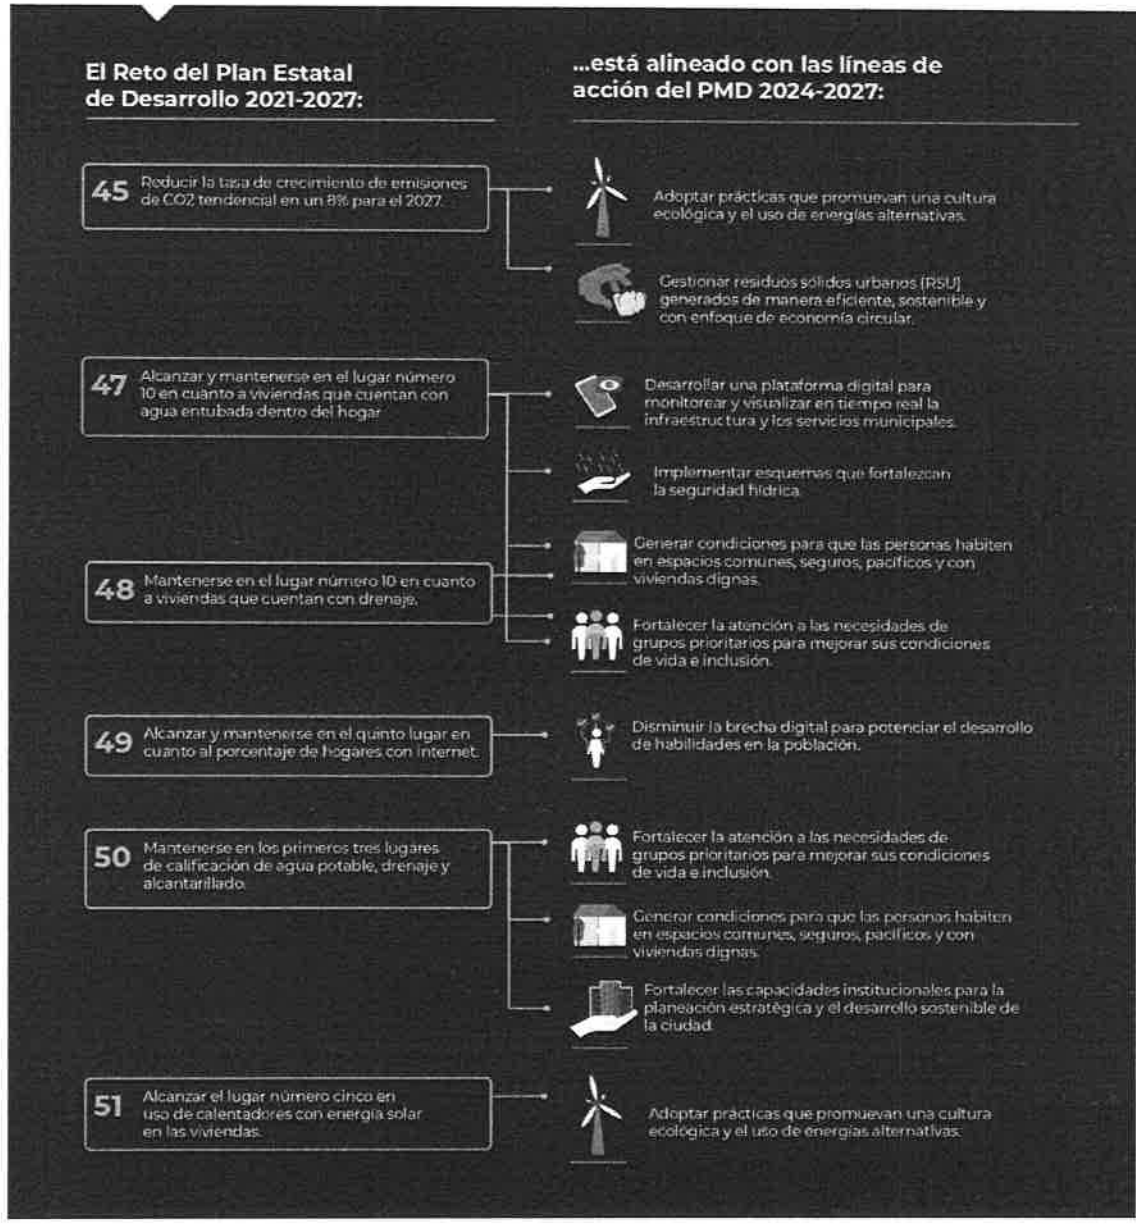 El Reto del Plan Estatal
de Desarrollo 2021-2027:
...está alineado con las líneas de
acción del PMD 2024-2027:
45
Reducir la tasa de crecimiento de emisiones
de CO2 tendencial en un 8% para el 2027.
Adoptar prácticas que promuevan una cultura
ecológica y el uso de energías alternativas.
Gestionar residuos sólidos urbanos (RSU)
generados de manera eficiente, sostenible y
con enfoque de economía circular.
47
Alcanzar y mantenerse en el lugar número
10 en cuanto a viviendas que cuentan con
agua entubada dentro del hogar
Desarrollar una plataforma digital para
monitorear y visualizar en tiempo real la
infraestructura y los servicios municipales.
Implementar esquemas que fortalezcan
la seguridad hídrica.
Generar condiciones para que las personas habiten
en espacios comunes, seguros, pacíficos y con
viviendas dignas.
48
Mantenerse en el lugar número 10 en cuanto
a viviendas que cuentan con drenaje.
Fortalecer la atención a las necesidades de
grupos prioritarios para mejorar sus condiciones
de vida e inclusión.
49
Alcanzar y mantenerse en el quinto lugar en
cuanto al porcentaje de hogares con internet.
Disminuir la brecha digital para potenciar el desarrollo
de habilidades en la población.
50
Mantenerse en los primeros tres lugares
de calificación de agua potable, drenaje y
alcantarillado.
Fortalecer la atención a las necesidades de
grupos prioritarios para mejorar sus condiciones
de vida e inclusión.
Generar condiciones para que las personas habiten
en espacios comunes, seguros, pacíficos y con
viviendas dignas.
Fortalecer las capacidades institucionales para la
planeación estratégica y el desarrollo sostenible de
la ciudad.
51
Alcanzar el lugar número cinco en
uso de calentadores con energía solar
en las viviendas.
Adoptar prácticas que promuevan una cultura
ecológica y el uso de energías alternativas.